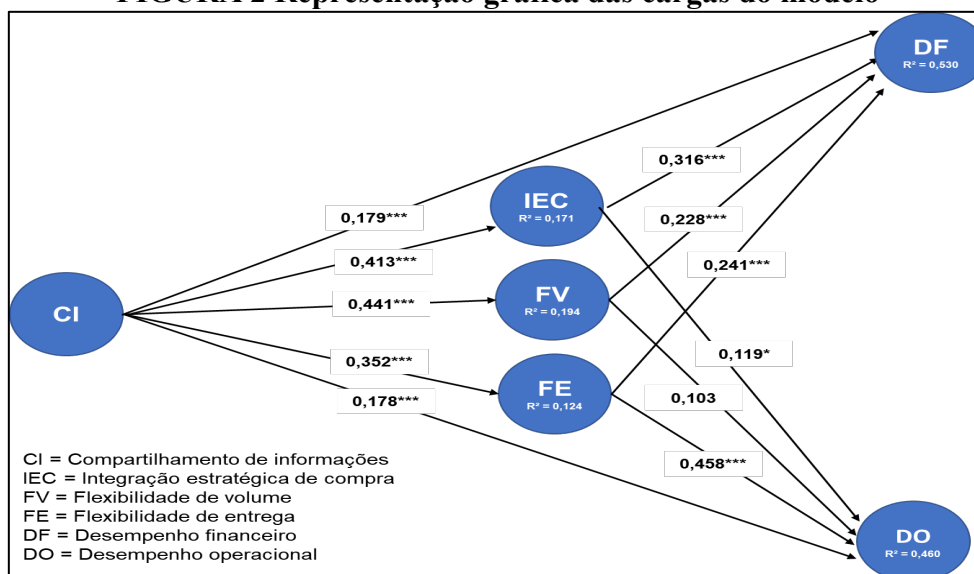 FIGURA 2 Representação gráfica das cargas do modelo
DF
R² = 0,530
0,316***
IEC
R² = 0,171
0,179***
0,228***
0,413***
0,241***
FV
R² = 0,194
CI
0,441***
0,352***
0,119*
FE
R² = 0,124
0,178***
0,103
0,458***
CI = Compartilhamento de informações
IEC = Integração estratégica de compra
FV = Flexibilidade de volume
FE = Flexibilidade de entrega
DF = Desempenho financeiro
DO = Desempenho operacional
DO
R² = 0,460